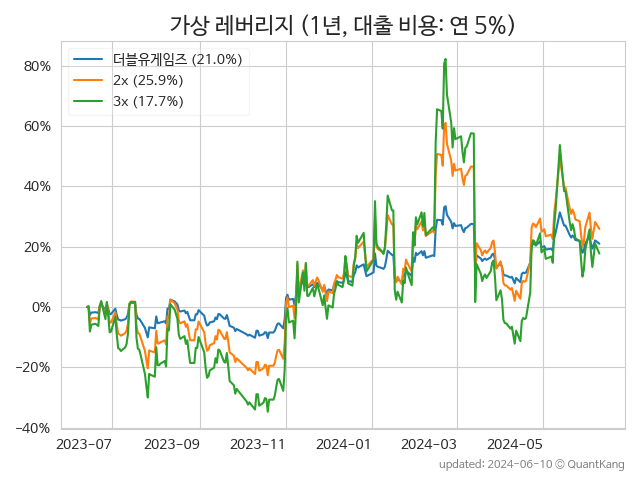 가상 레버리지 (1년, 대출 비용: 연 5%)
더블유게임즈 (21.0%)
2x (25.9%)
3x (17.7%)
80%
60%
40%
20%
0%
−20%
−40%
2023-07
2023-09
2023-11
2024-01
2024-03
2024-05
updated: 2024-06-10 © QuantKang